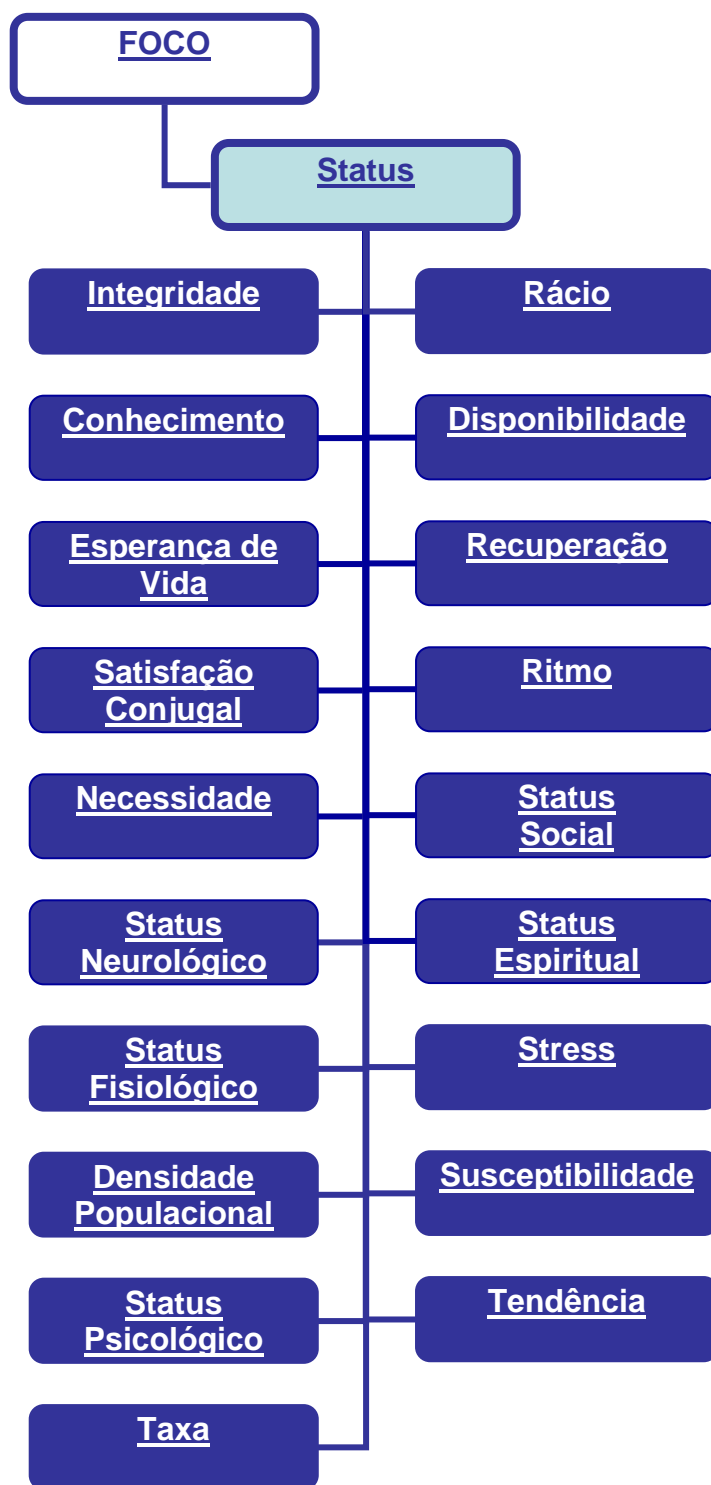 FOCO
Status
Integridade
Rácio
Conhecimento
Disponibilidade
Esperança de
Vida
Recuperação
Satisfação
Conjugal
Ritmo
Necessidade
Status
Social
Status
Neurológico
Status
Espiritual
Status
Fisiológico
Stress
Densidade
Populacional
Susceptibilidade
Status
Psicológico
Tendência
Taxa